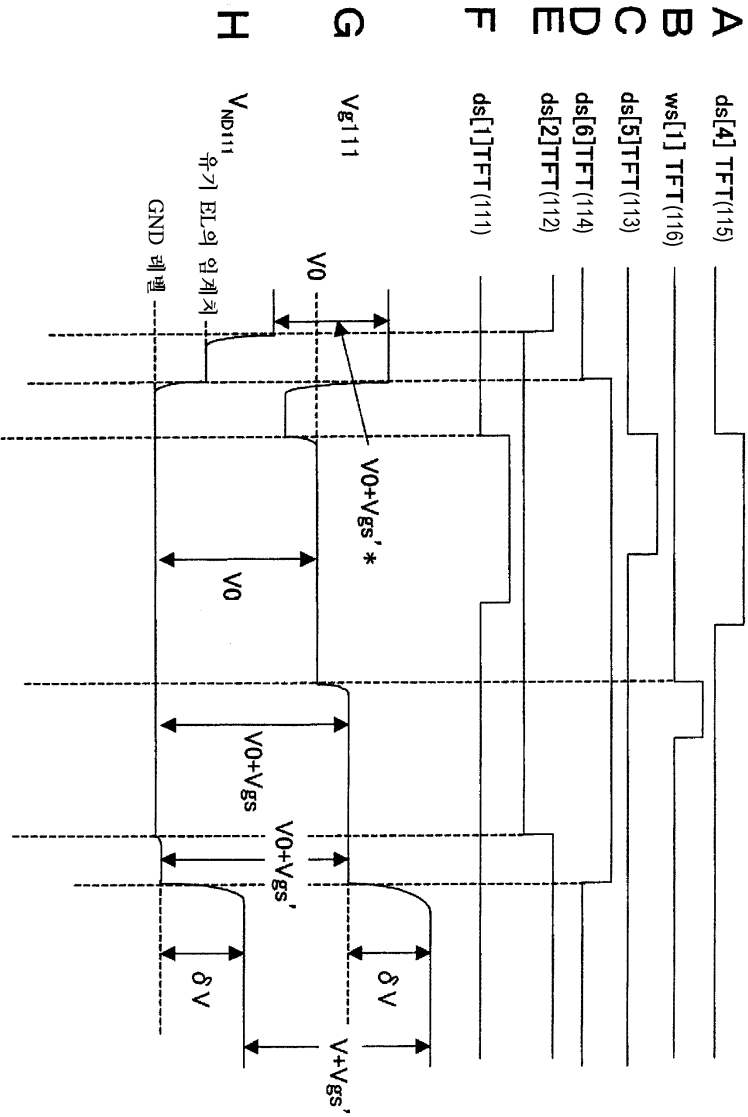 A ds[4] TFT(115)
B ws[1] TFT(116)
C ds[5]TFT(113)
D ds[6]TFT(114)
E ds[2]TFT(112)
F ds[1]TFT(111)
G Vg111
V0
V0+Vgs' *
V0
V0+Vgs
V0+Vgs'
δV
δV
V+Vgs'
H VND111
유기 EL의 임계치
GND 레벨